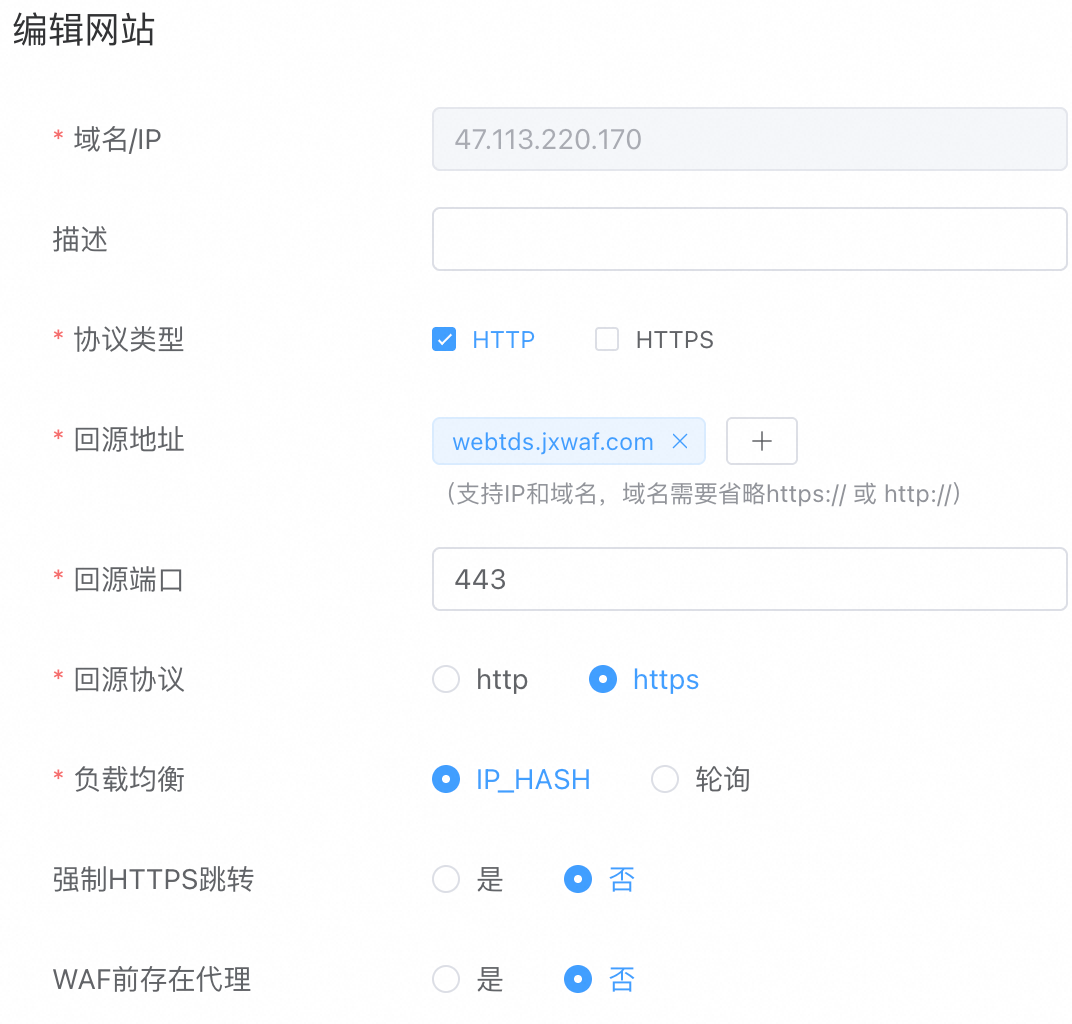 编辑网站
* 域名/IP 47.113.220.170
描述
* 协议类型 HTTP HTTPS
* 回源地址 webtds.jxwaf.com × +
（支持IP和域名，域名需要省略https:// 或 http://）
* 回源端口 443
* 回源协议 http https
* 负载均衡 IP_HASH 轮询
强制HTTPS跳转 是 否
WAF前存在代理 是 否